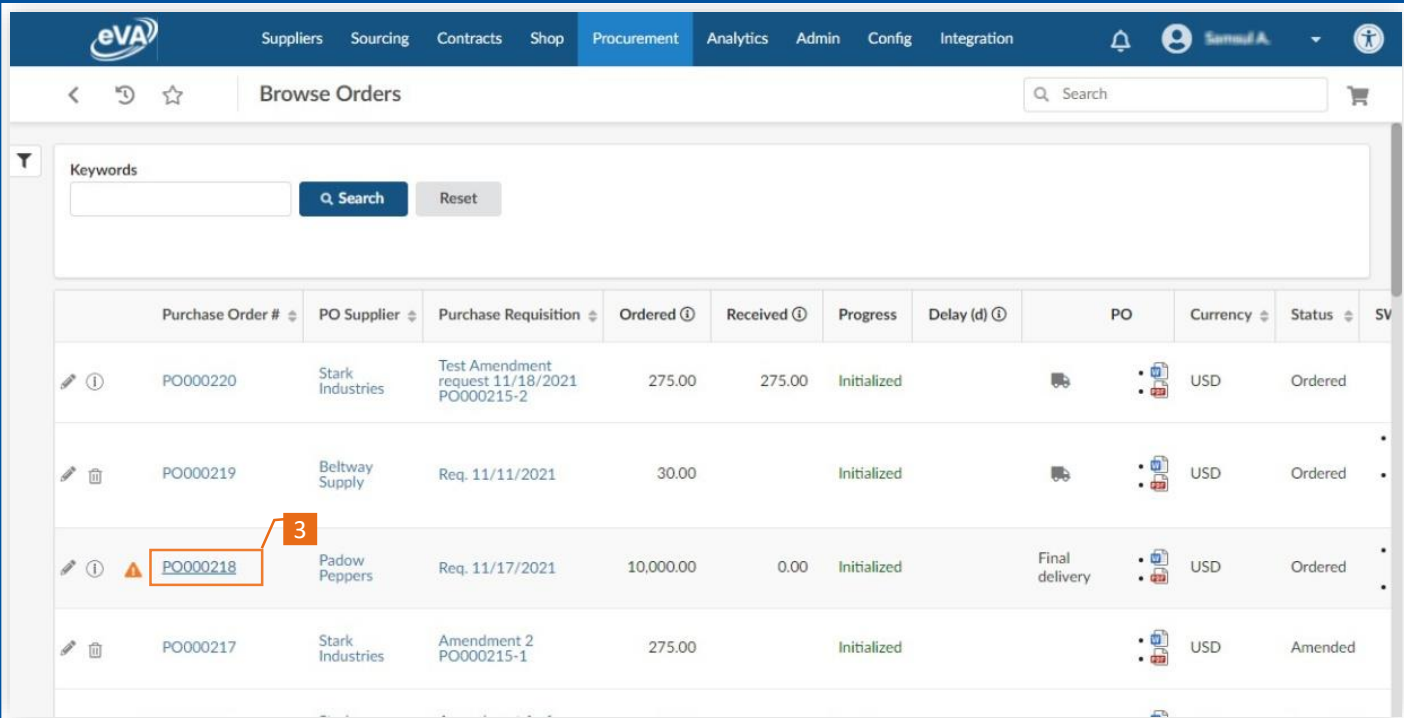 eVA Suppliers Sourcing Contracts Shop Procurement Analytics Admin Config Integration
Browse Orders Search
Keywords
Search Reset
Purchase Order # PO Supplier Purchase Requisition Ordered Received Progress Delay (d) PO Currency Status SV
PO000220 Stark Industries Test Amendment request 11/18/2021 PO000215-2 275.00 275.00 Initialized USD Ordered
PO000219 Beltway Supply Req. 11/11/2021 30.00 Initialized USD Ordered
3
PO000218 Padow Peppers Req. 11/17/2021 10,000.00 0.00 Initialized Final delivery USD Ordered
PO000217 Stark Industries Amendment 2 PO000215-1 275.00 Initialized USD Amended